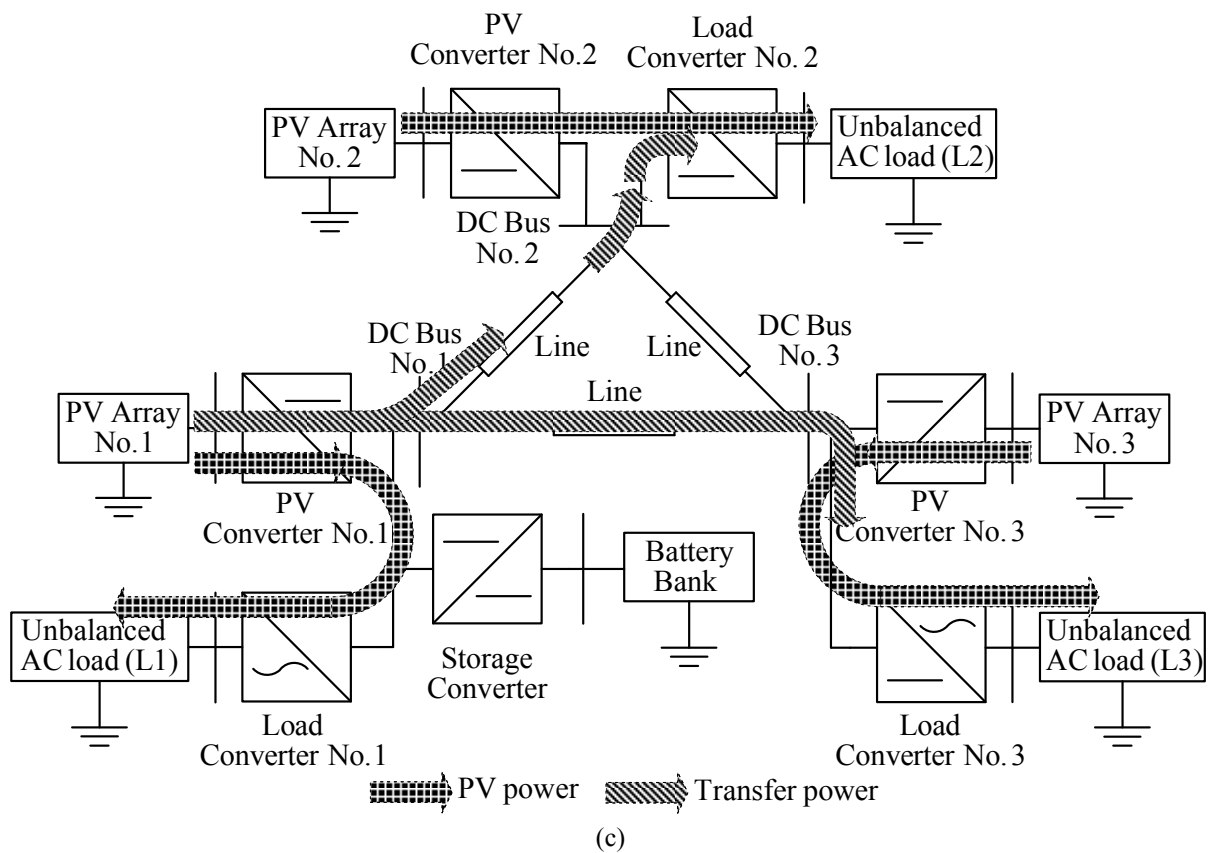 PV
Converter No.2
Load
Converter No. 2
PV Array
No. 2
Unbalanced
AC load (L2)
DC Bus
No. 2
DC Bus
No.1
Line
Line
DC Bus
No.3
Line
PV Array
No.1
PV Array
No.3
PV
Converter No.1
PV
Converter No.3
Battery
Bank
Unbalanced
AC load (L1)
Storage
Converter
Unbalanced
AC load (L3)
Load
Converter No.1
Load
Converter No.3
PV power
Transfer power
(c)